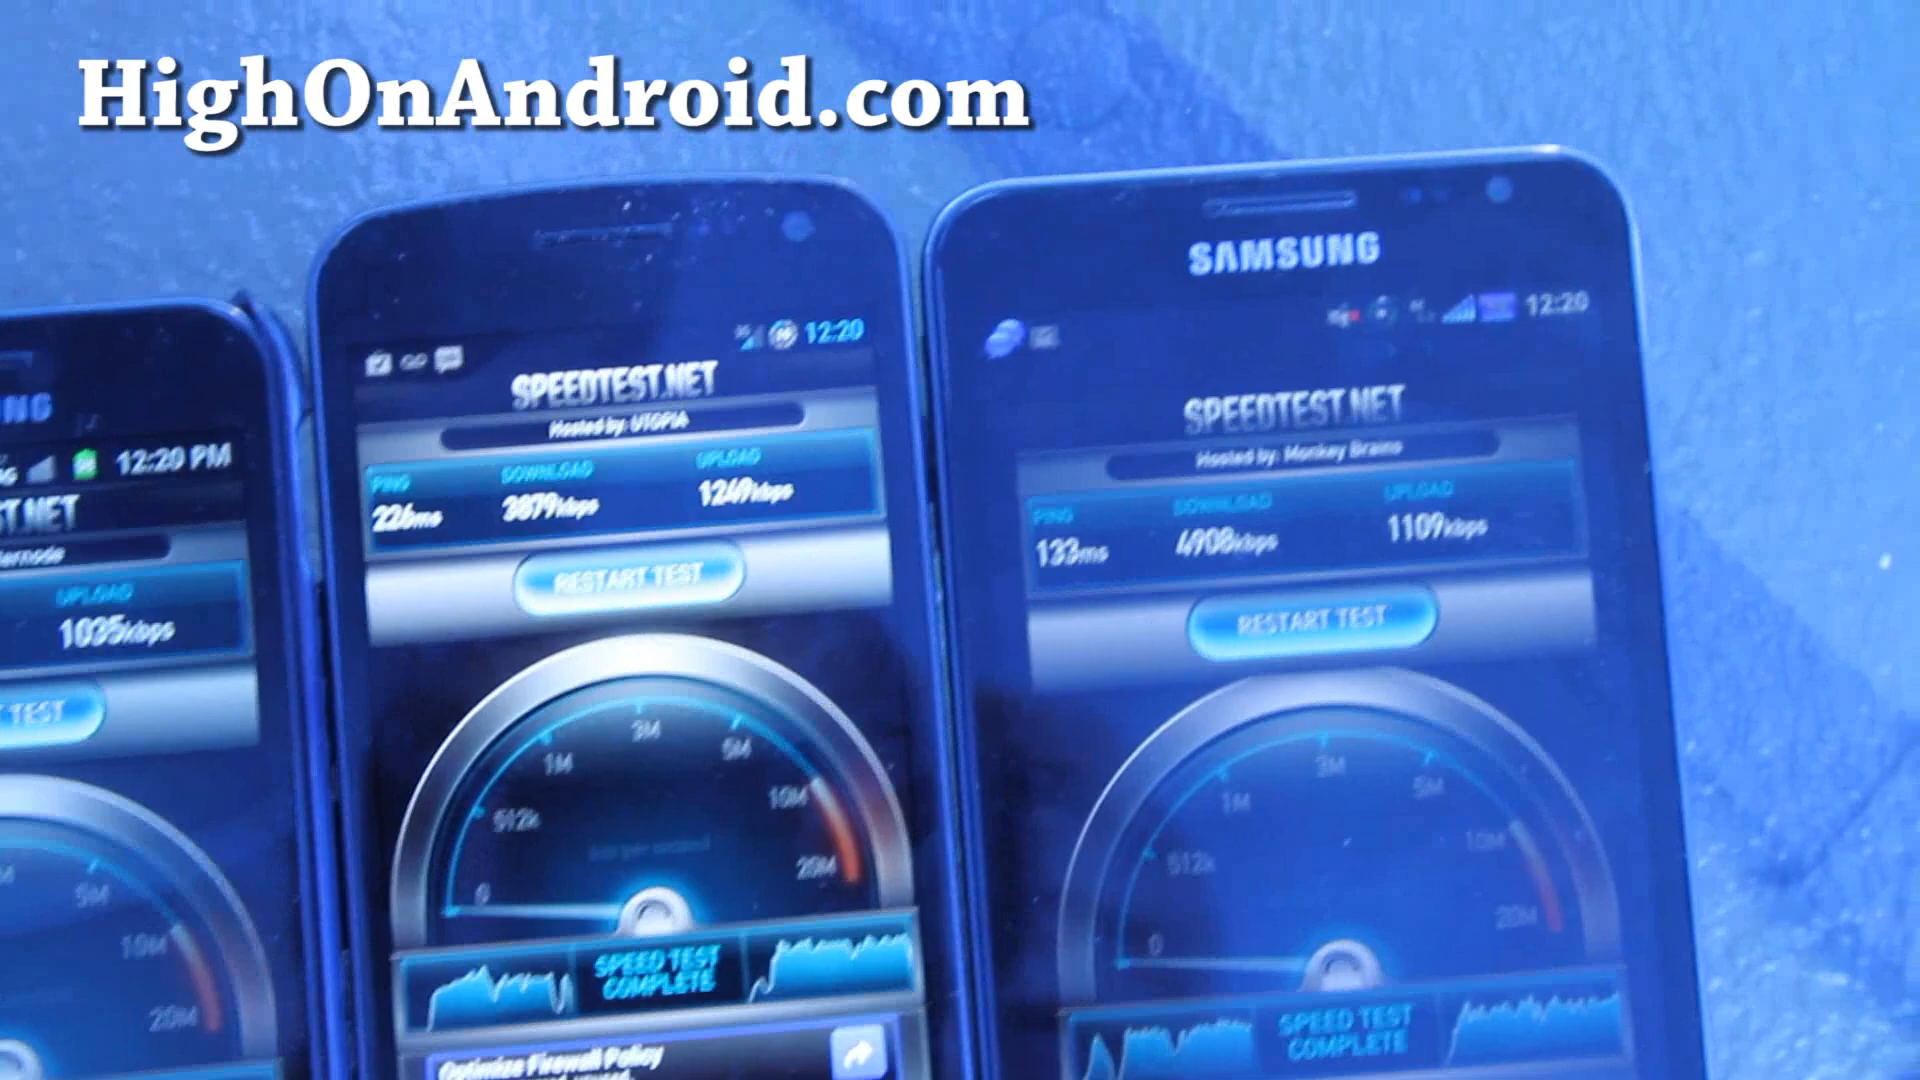 HighOnAndroid.com
NG
12:20 PM
ST.NET
ternode
UPLOAD
1035kbps
TEST
5M
10M
20M
12:20
SPEEDTEST.NET
Hosted by: UTOPIA
PING DOWNLOAD UPLOAD
226ms 3879kbps 1249kbps
RESTART TEST
3M
1M 5M
512k 10M
0 20M
SPEED TEST
COMPLETE
Optimize Firewall Policy
SAMSUNG
12:20
SPEEDTEST.NET
Hosted by: Monkey Brains
PING DOWNLOAD UPLOAD
133ms 4908kbps 1109kbps
RESTART TEST
3M
1M 5M
512k 10M
0 20M
SPEED TEST
COMPLETE